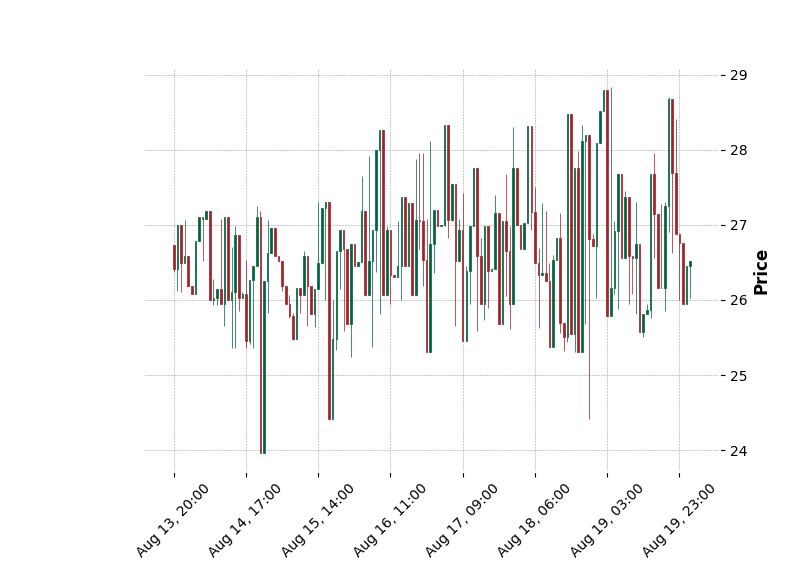 29
28
27
26
25
24
Price
Aug 13, 20:00
Aug 14, 17:00
Aug 15, 14:00
Aug 16, 11:00
Aug 17, 09:00
Aug 18, 06:00
Aug 19, 03:00
Aug 19, 23:00